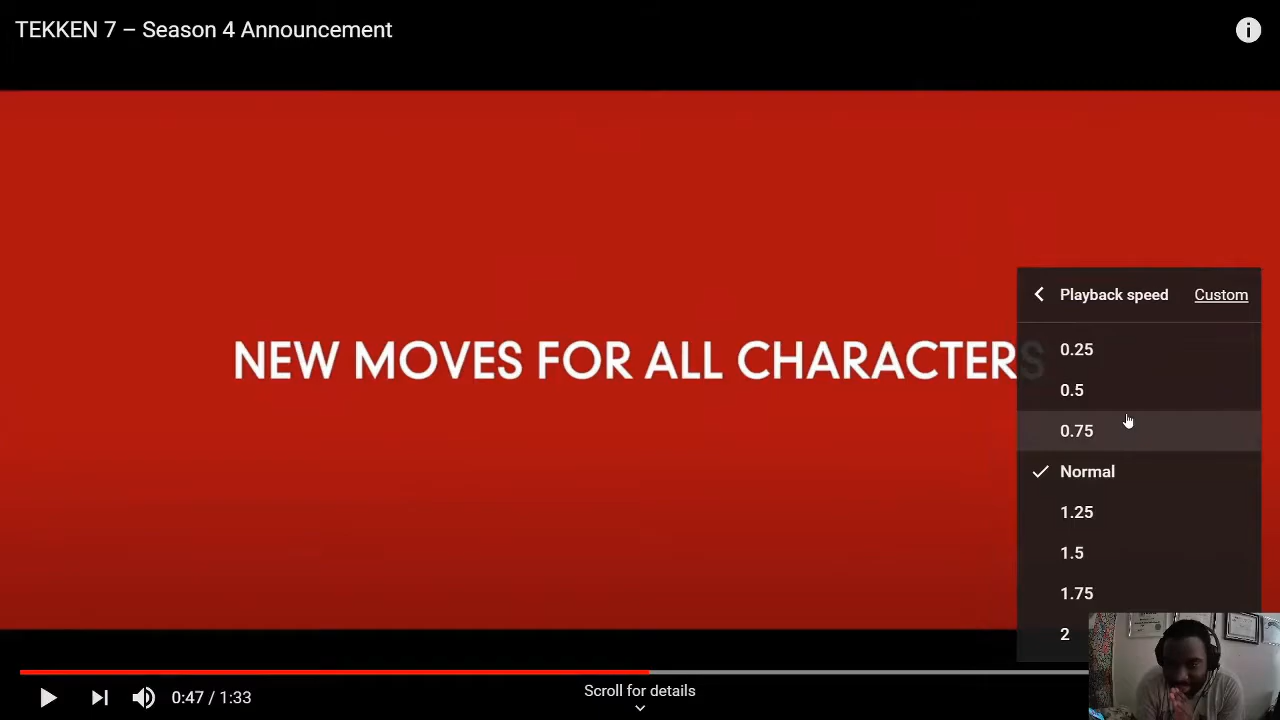 TEKKEN 7 – Season 4 Announcement
NEW MOVES FOR ALL CHARACTERS
Playback speed Custom
0.25
0.5
0.75
Normal
1.25
1.5
1.75
2
0:47 / 1:33
Scroll for details